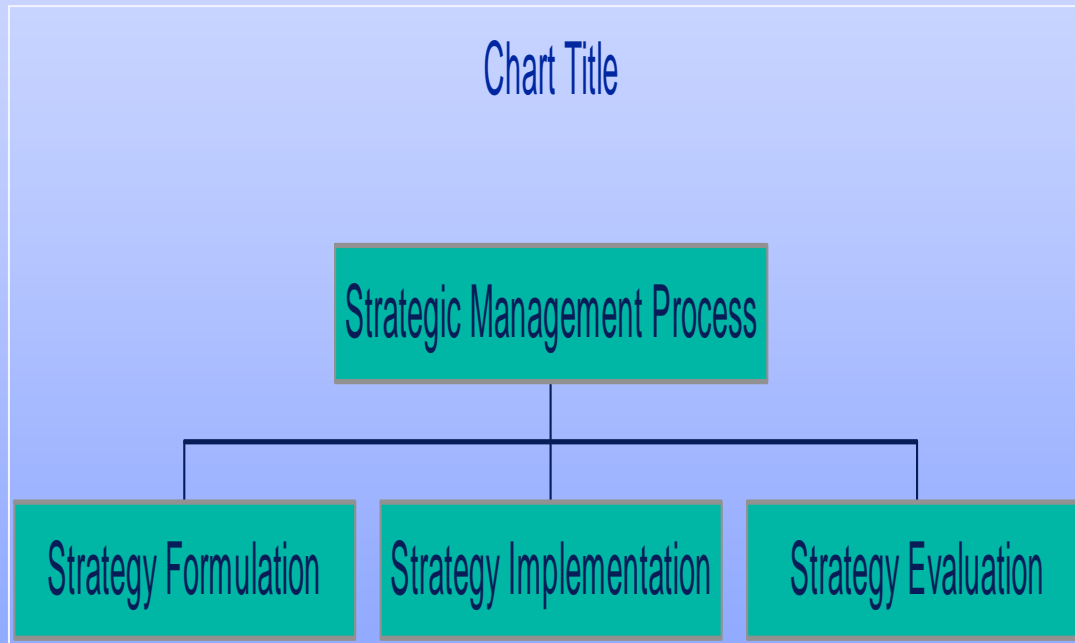 Chart Title
Strategic Management Process
Strategy Formulation
Strategy Implementation
Strategy Evaluation